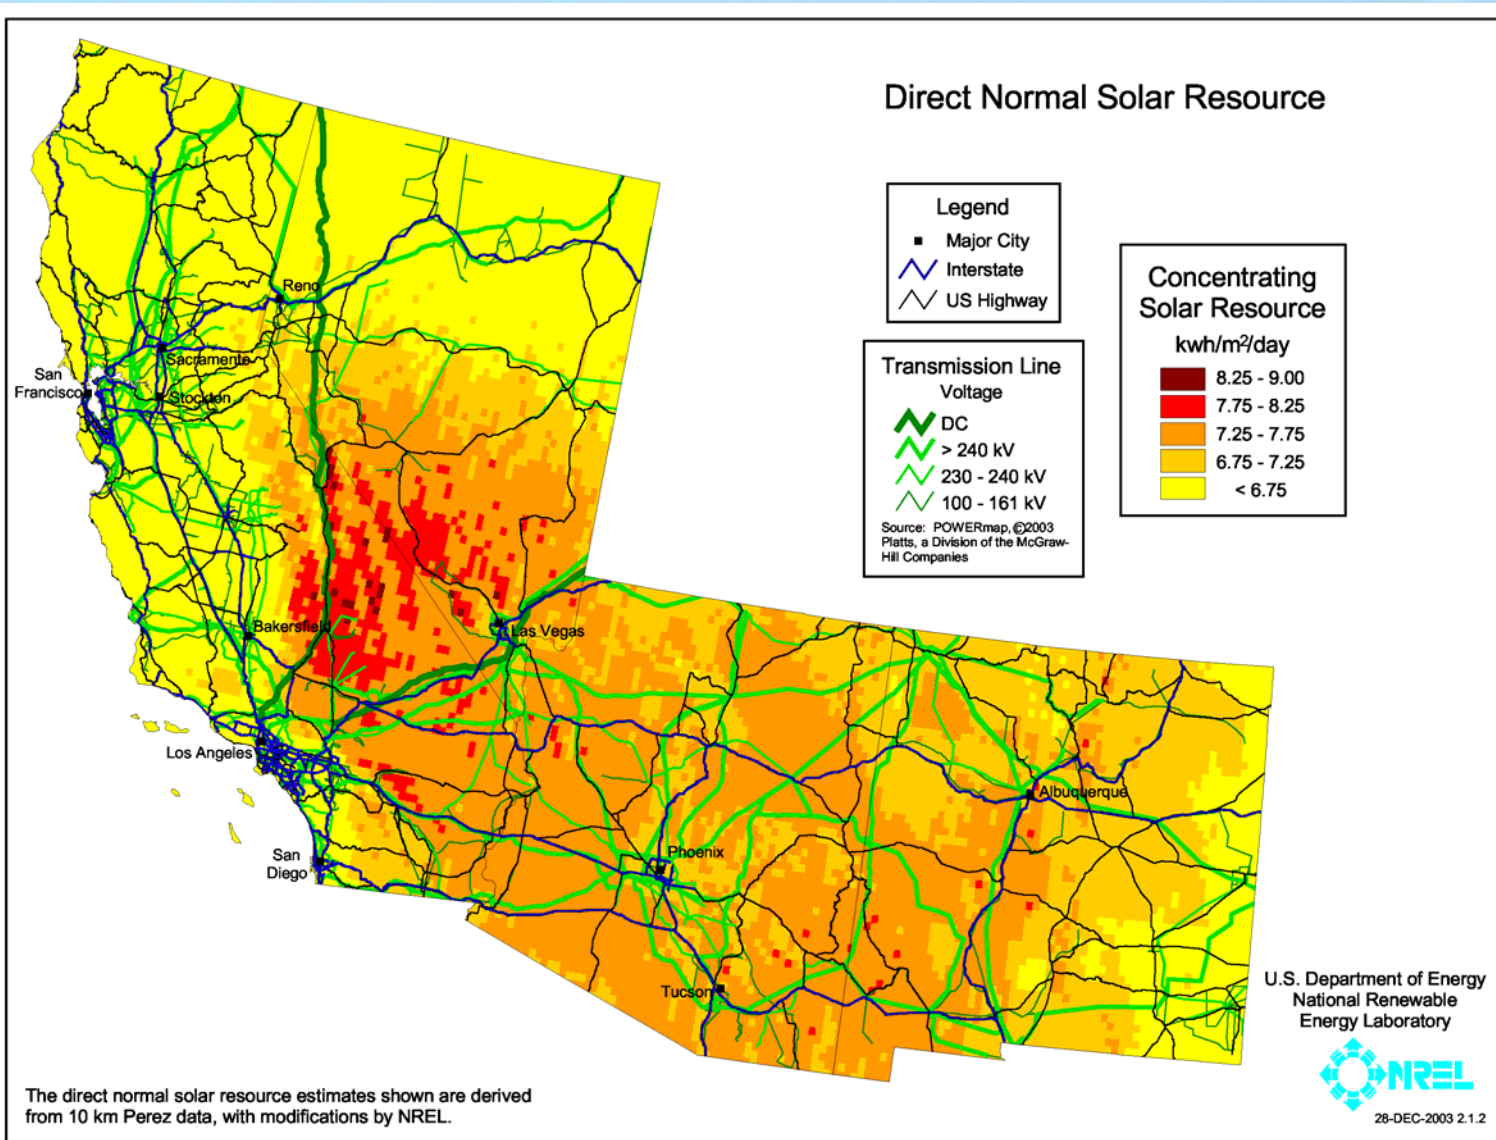 Direct Normal Solar Resource
Legend
Major City
Interstate
US Highway
Transmission Line
Voltage
DC
> 240 kV
230 - 240 kV
100 - 161 kV
Source: POWERmap, ©2003
Platts, a Division of the McGraw-
Hill Companies
Concentrating
Solar Resource
kwh/m²/day
8.25 - 9.00
7.75 - 8.25
7.25 - 7.75
6.75 - 7.25
< 6.75
Reno
Sacramento
San
Francisco
Stockton
Bakersfield
Las Vegas
Los Angeles
Albuquerque
San
Diego
Phoenix
Tucson
U.S. Department of Energy
National Renewable
Energy Laboratory
NREL
28-DEC-2003 2.1.2
The direct normal solar resource estimates shown are derived
from 10 km Perez data, with modifications by NREL.